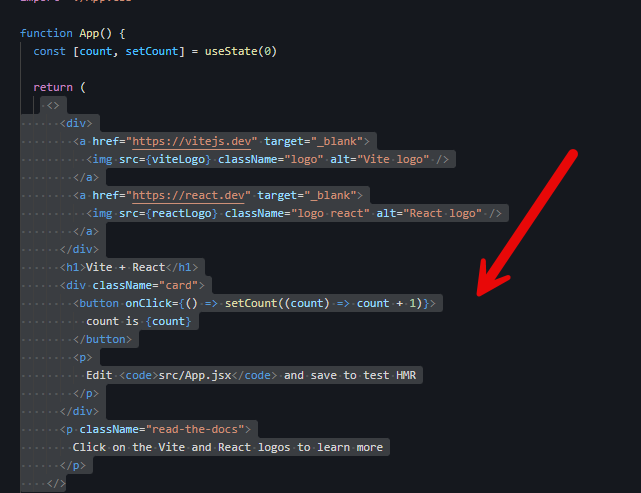 function App() {
const [count, setCount] = useState(0)
return (
<>
<div>
<a href="https://vitejs.dev" target="_blank">
<img src={viteLogo} className="logo" alt="Vite logo" />
</a>
<a href="https://react.dev" target="_blank">
<img src={reactLogo} className="logo react" alt="React logo" />
</a>
</div>
<h1>Vite + React</h1>
<div className="card">
<button onClick={() => setCount((count) => count + 1)}>
count is {count}
</button>
<p>
Edit <code>src/App.jsx</code> and save to test HMR
</p>
</div>
<p className="read-the-docs">
Click on the Vite and React logos to learn more
</p>
</>